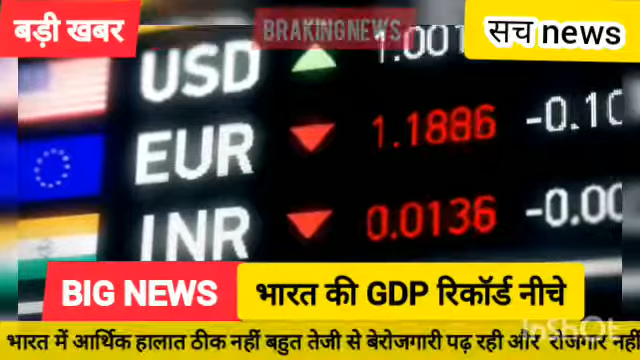 बड़ी खबर
BRAKINGNEWS
सच news
USD 1.001
EUR 1.1886 -0.10
INR 0.0136 -0.00
BIG NEWS
भारत की GDP रिकॉर्ड नीचे
भारत में आर्थिक हालात ठीक नहीं बहुत तेजी से बेरोजगारी पढ़ रही और रोजगार नहीं
InShOt